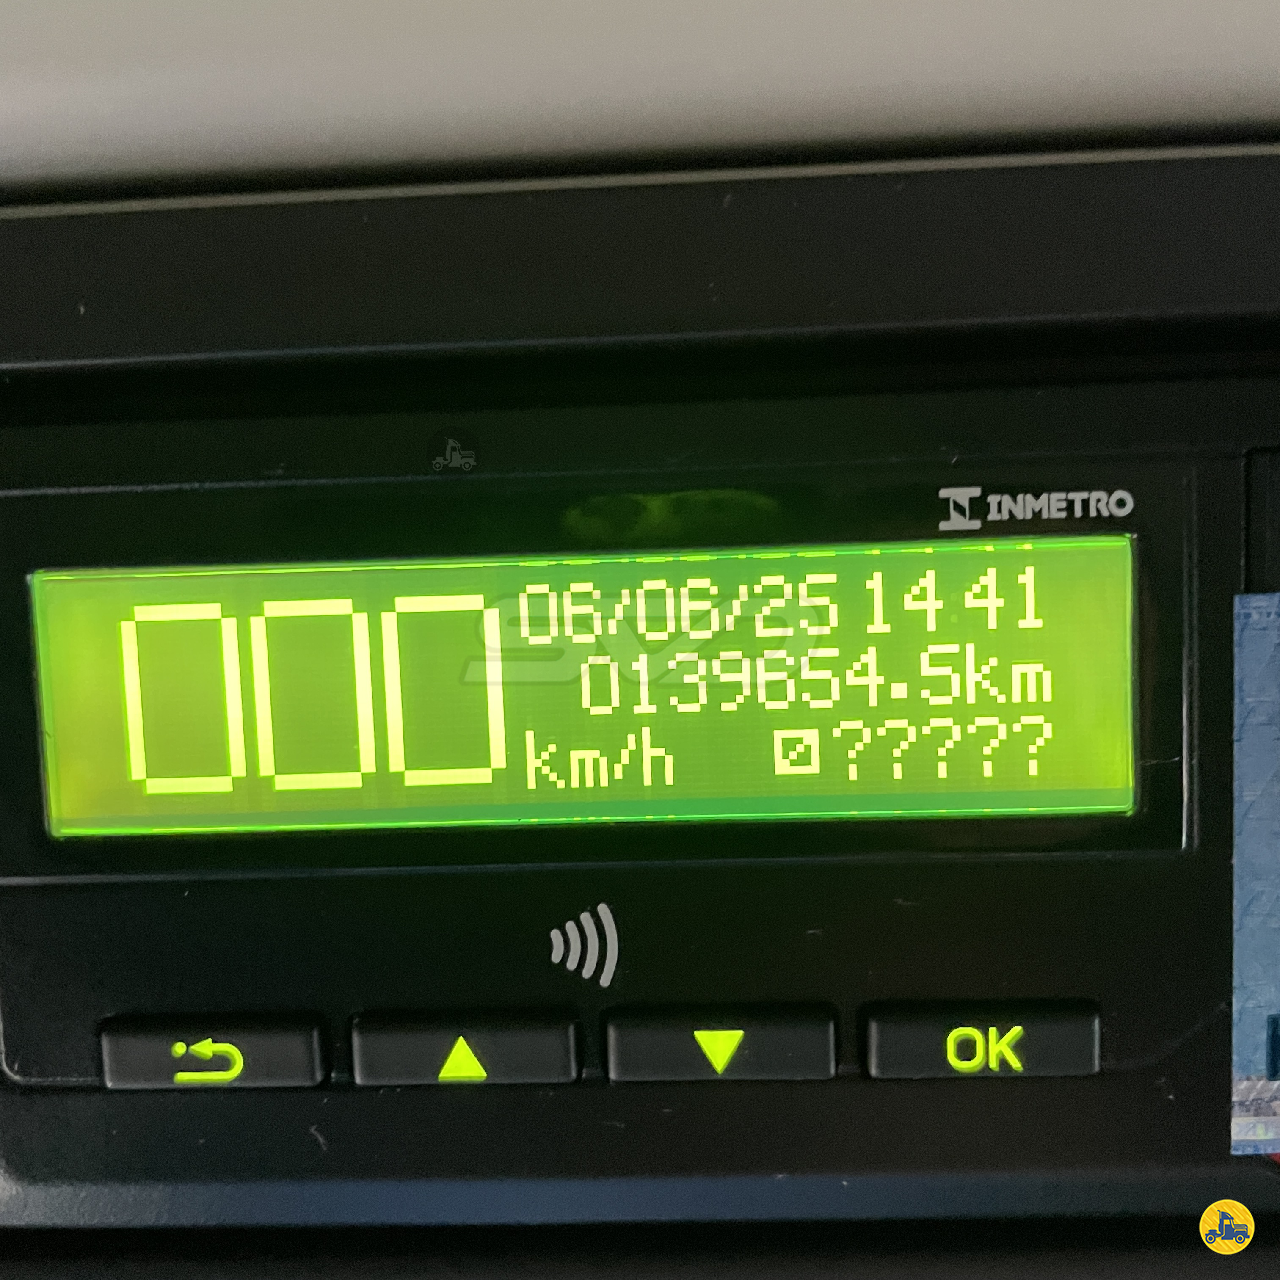 INMETRO
06/06/25 14 41
0139654.5km
000 km/h ?????
OK